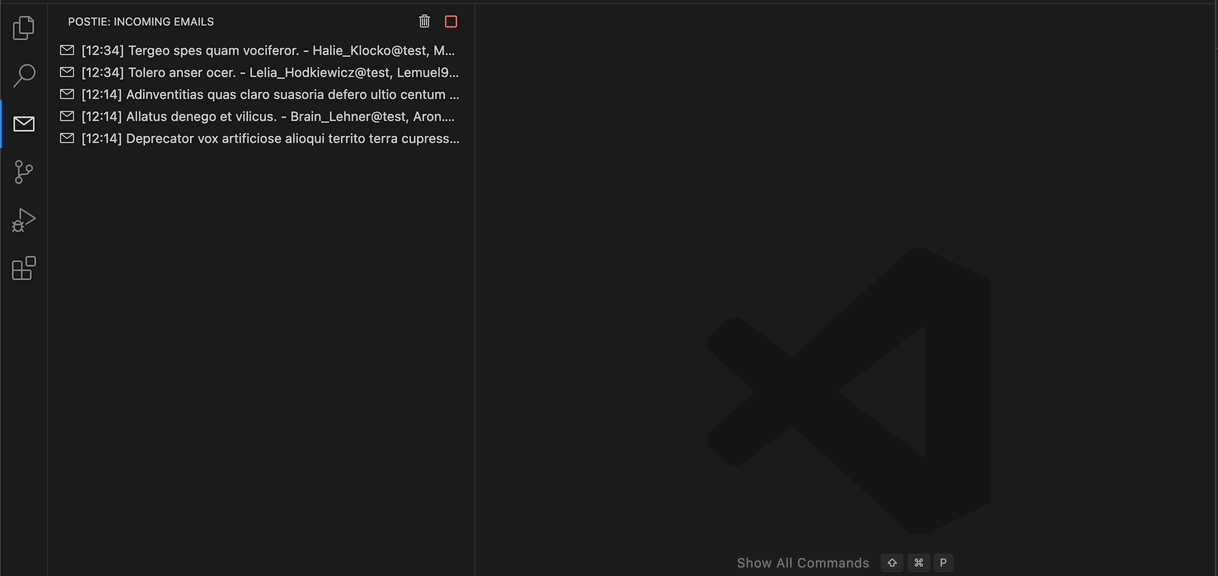 POSTIE: INCOMING EMAILS
[12:34] Tergeo spes quam vociferor. - Halie_Klocko@test, M...
[12:34] Tolero anser ocer. - Lelia_Hodkiewicz@test, Lemuel9...
[12:14] Adinventitias quas claro suasoria defero ultio centum ...
[12:14] Allatus denego et vilicus. - Brain_Lehner@test, Aron....
[12:14] Deprecator vox artificiose alioqui territo terra cupress...
Show All Commands ⇧ ⌘ P